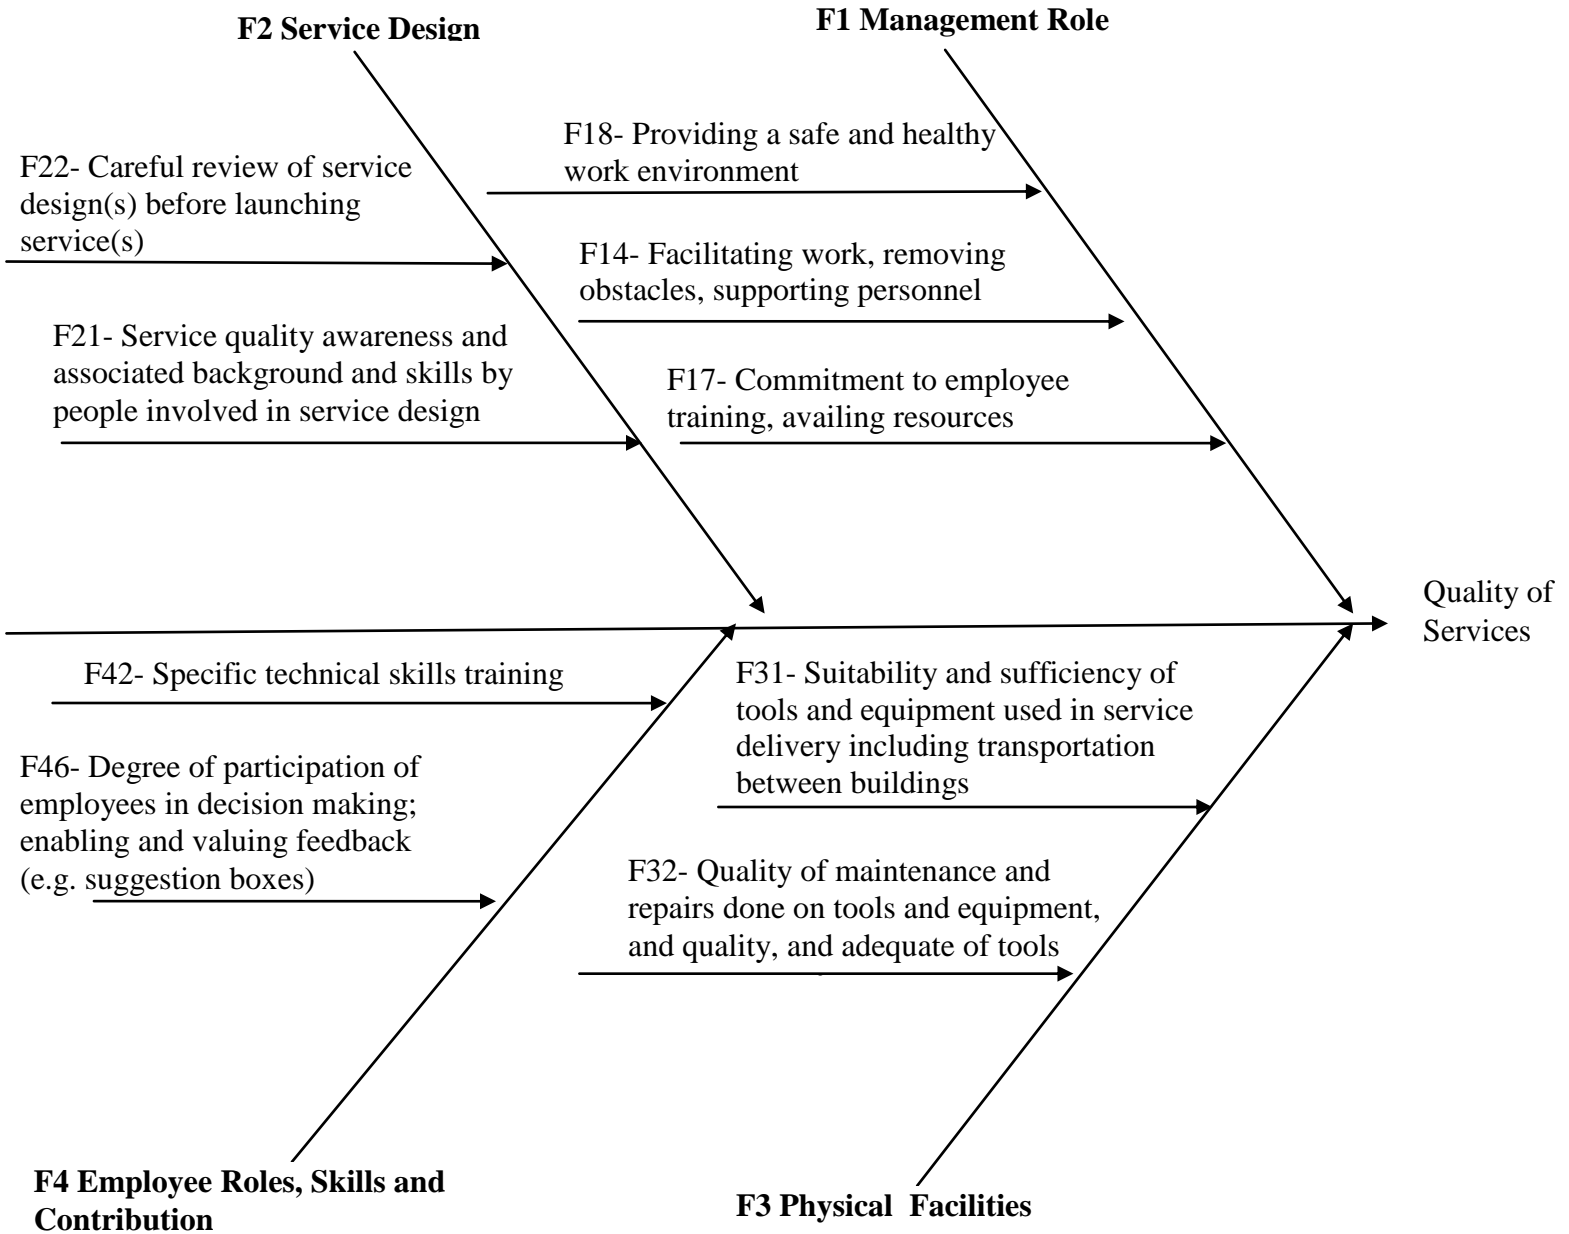 F2 Service Design
F1 Management Role
F18- Providing a safe and healthy
work environment
F22- Careful review of service
design(s) before launching
service(s)
F14- Facilitating work, removing
obstacles, supporting personnel
F21- Service quality awareness and
associated background and skills by
people involved in service design
F17- Commitment to employee
training, availing resources
Quality of
Services
F42- Specific technical skills training
F31- Suitability and sufficiency of
tools and equipment used in service
delivery including transportation
between buildings
F46- Degree of participation of
employees in decision making;
enabling and valuing feedback
(e.g. suggestion boxes)
F32- Quality of maintenance and
repairs done on tools and equipment,
and quality, and adequate of tools
F4 Employee Roles, Skills and
Contribution
F3 Physical Facilities